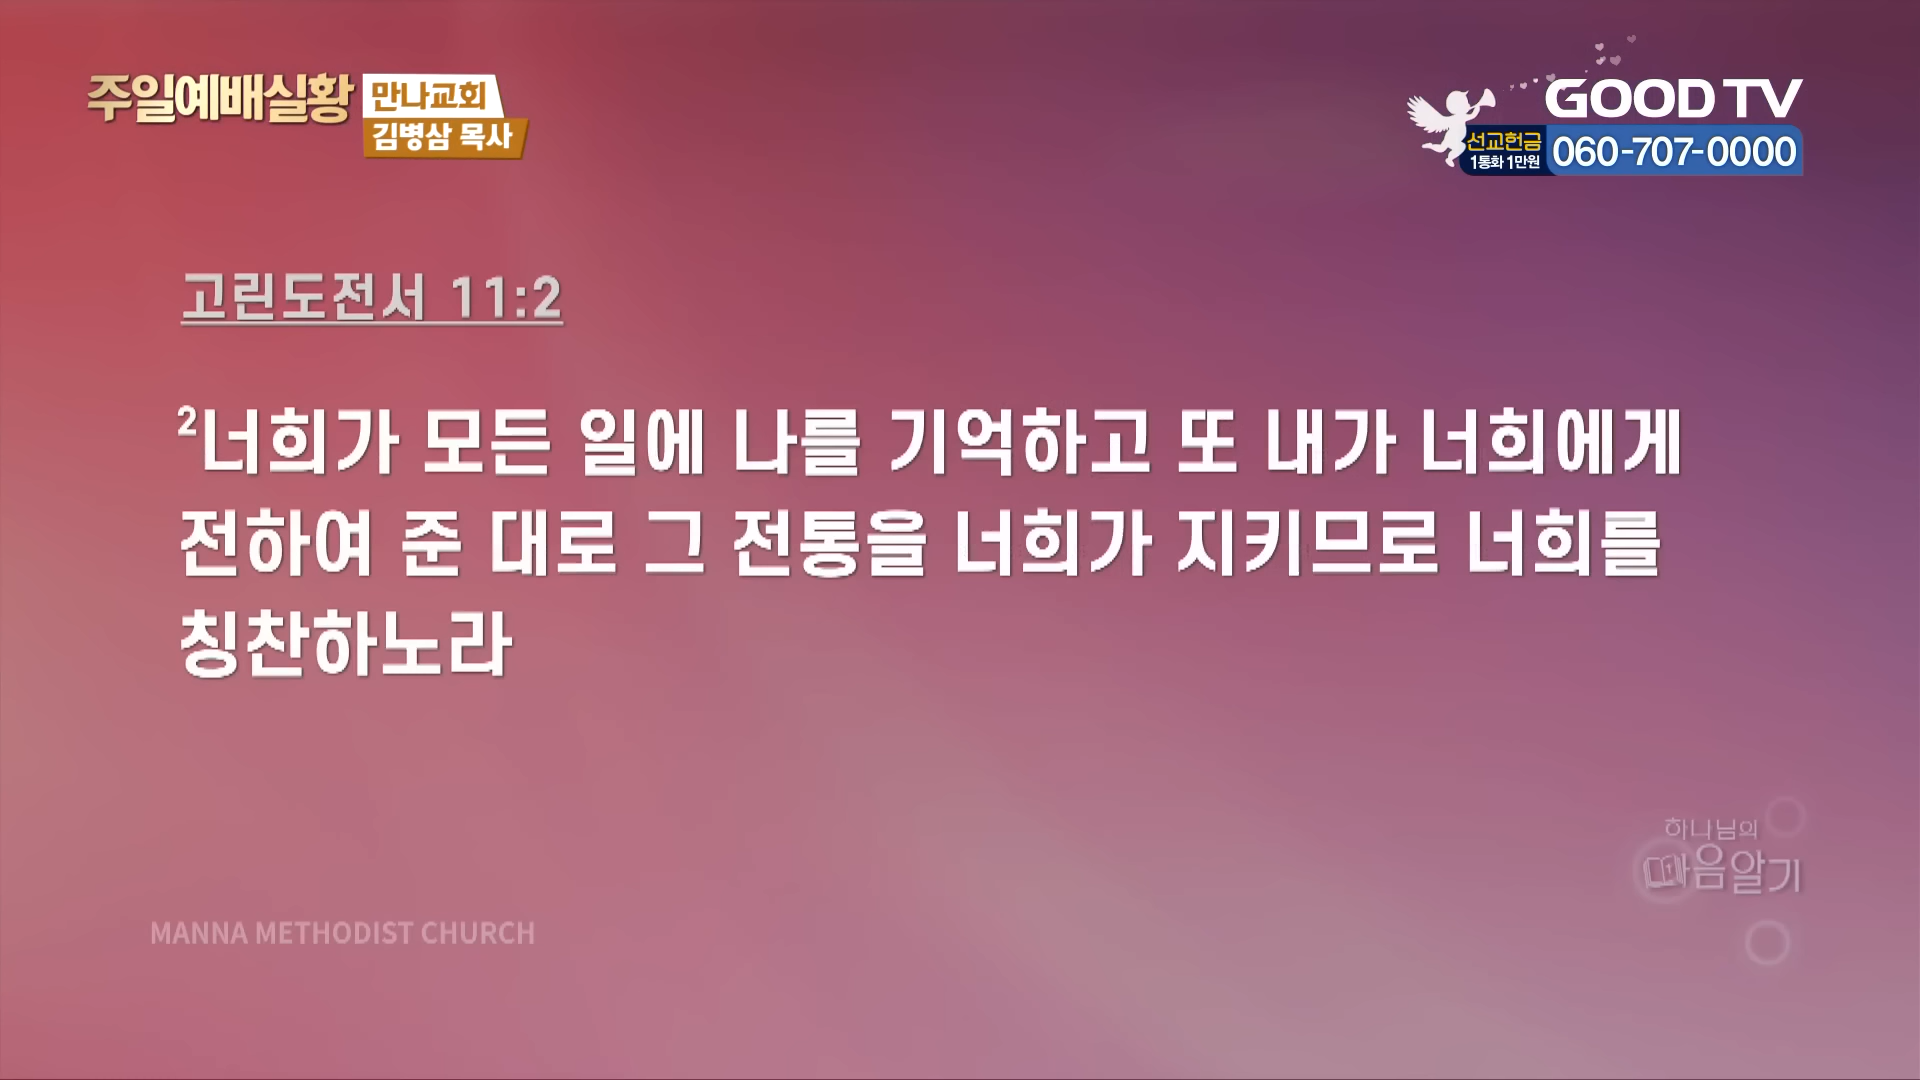 주일예배실황
만나교회
김병삼 목사
GOOD TV
선교헌금
1통화 1만원
060-707-0000
고린도전서 11:2
2너희가 모든 일에 나를 기억하고 또 내가 너희에게
전하여 준 대로 그 전통을 너희가 지키므로 너희를
칭찬하노라
하나님의
마음알기
MANNA METHODIST CHURCH